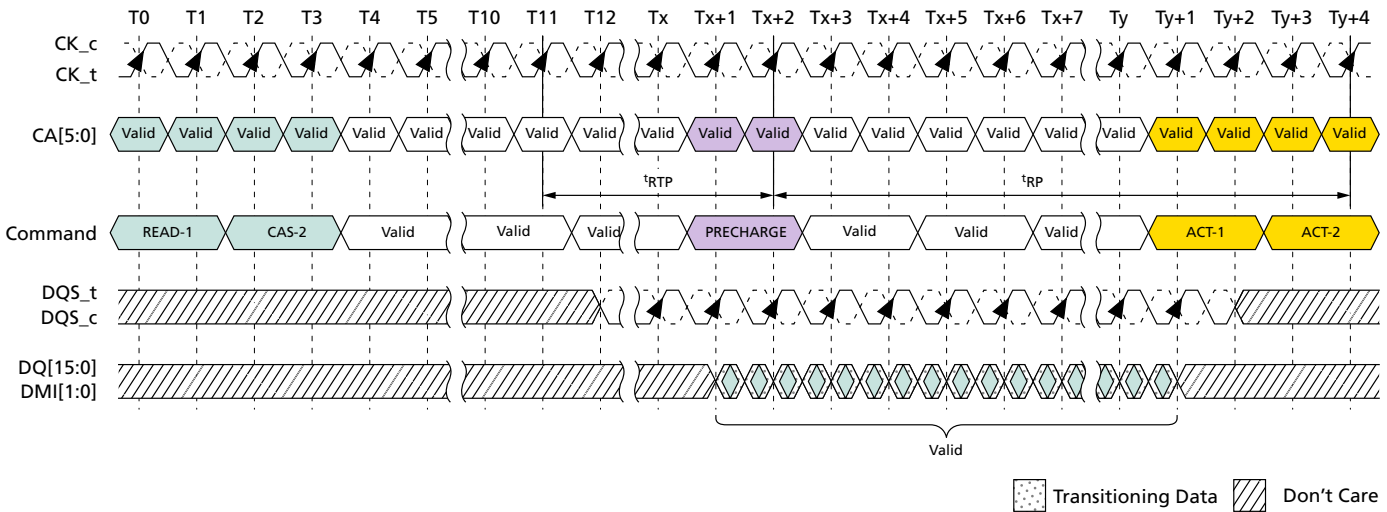 T0 T1 T2 T3 T4 T5 T10 T11 T12 Tx Tx+1 Tx+2 Tx+3 Tx+4 Tx+5 Tx+6 Tx+7 Ty Ty+1 Ty+2 Ty+3 Ty+4
CK_c
CK_t
CA[5:0] Valid Valid Valid Valid Valid Valid Valid Valid Valid Valid Valid Valid Valid Valid Valid Valid Valid Valid Valid Valid Valid Valid
tRTP tRP
Command READ-1 CAS-2 Valid Valid Valid PRECHARGE Valid Valid Valid ACT-1 ACT-2
DQS_t
DQS_c
DQ[15:0]
DMI[1:0]
Valid
Transitioning Data Don't Care